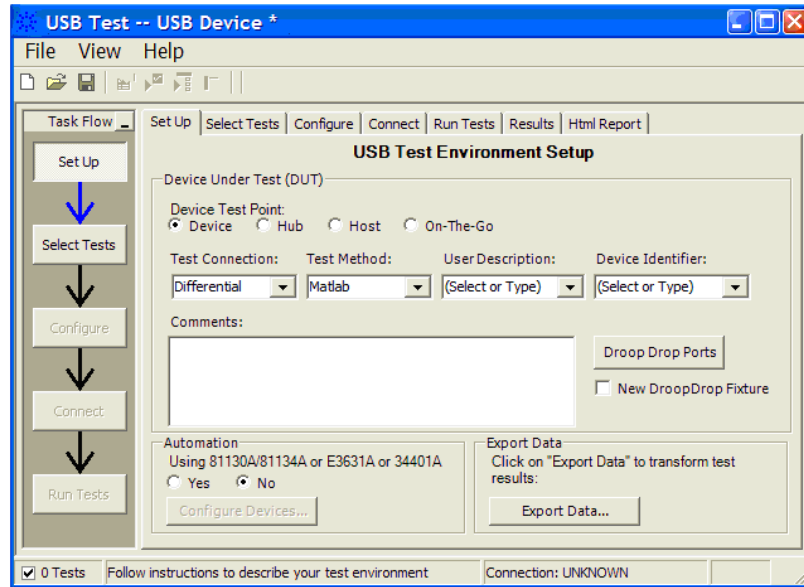 USB Test -- USB Device *
File View Help
Task Flow
Set Up
Select Tests
Configure
Connect
Run Tests
Set Up Select Tests Configure Connect Run Tests Results Html Report
USB Test Environment Setup
Device Under Test (DUT)
Device Test Point:
Device Hub Host On-The-Go
Test Connection: Test Method: User Description: Device Identifier:
Differential Matlab (Select or Type) (Select or Type)
Comments:
Droop Drop Ports
New DroopDrop Fixture
Automation
Using 81130A/81134A or E3631A or 34401A
Yes No
Configure Devices...
Export Data
Click on "Export Data" to transform test
results:
Export Data...
0 Tests Follow instructions to describe your test environment Connection: UNKNOWN